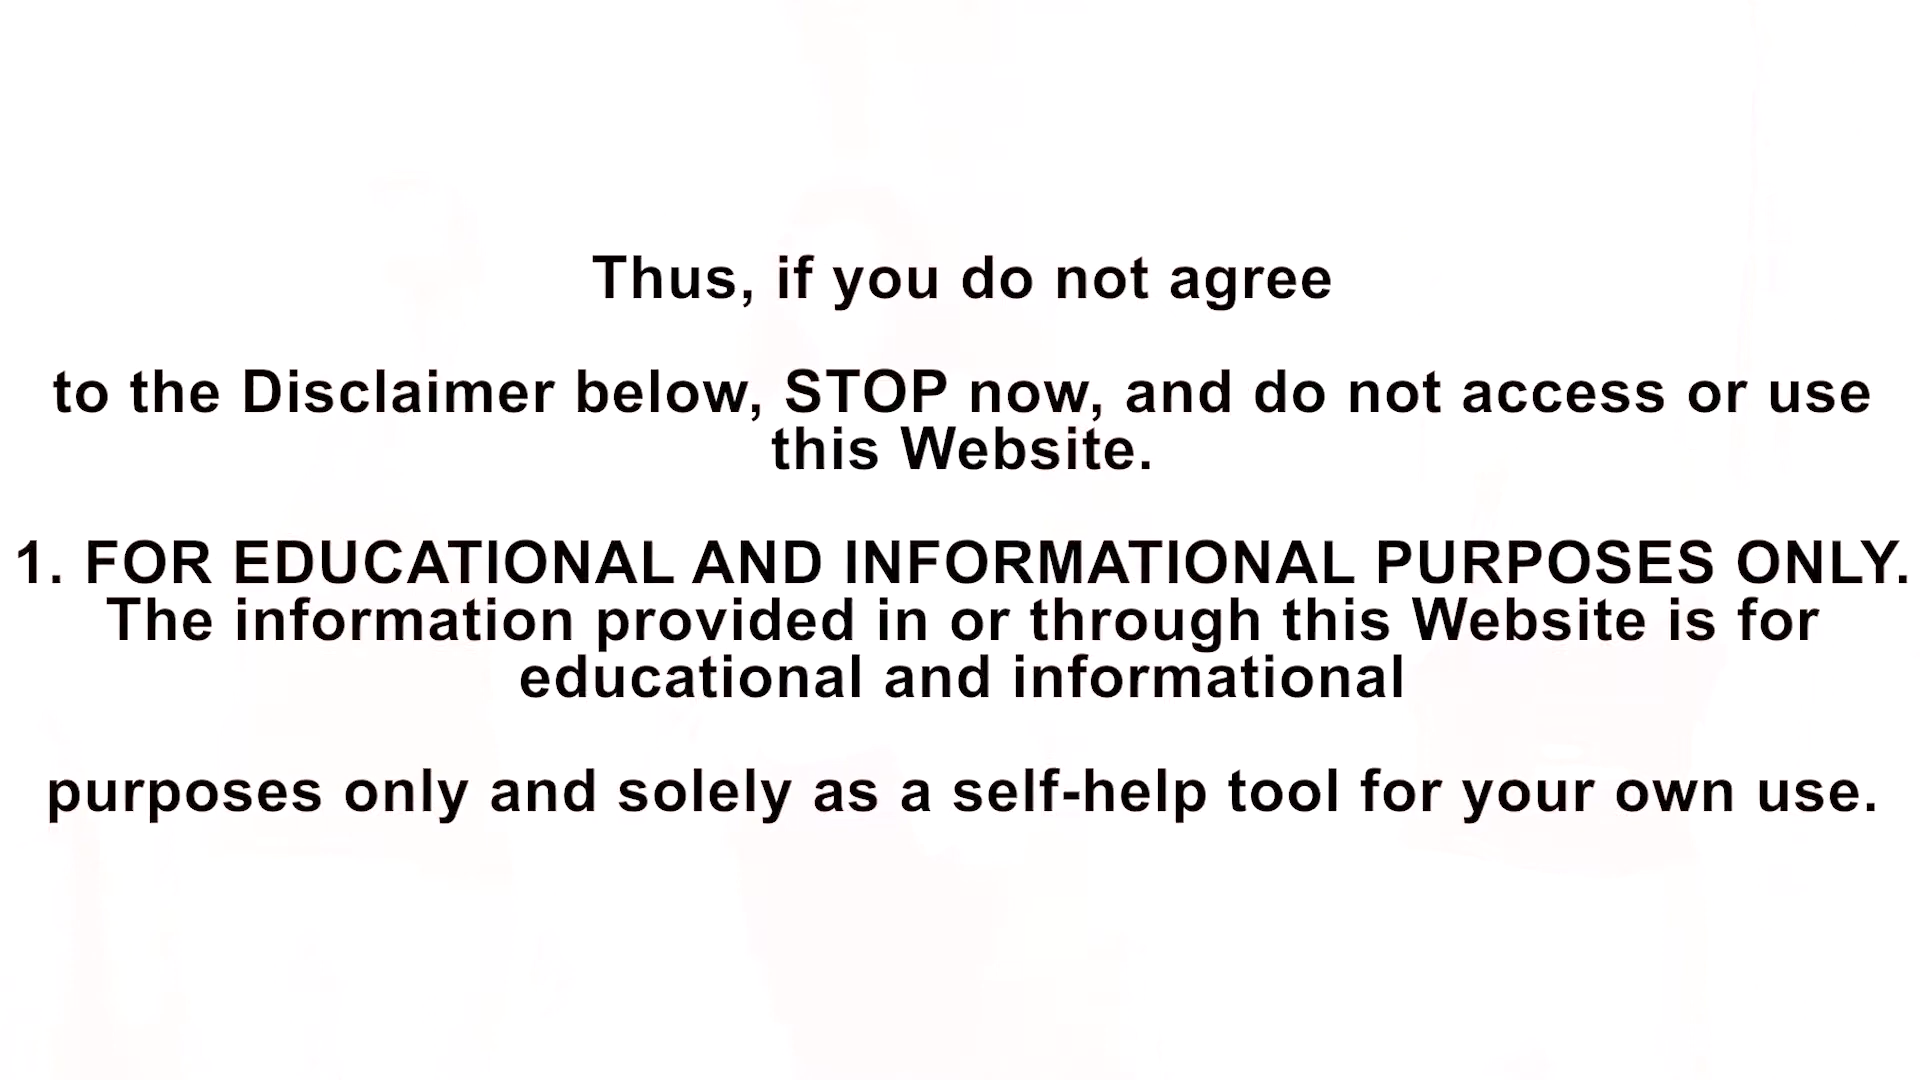 Thus, if you do not agree
to the Disclaimer below, STOP now, and do not access or use
this Website.
1. FOR EDUCATIONAL AND INFORMATIONAL PURPOSES ONLY.
The information provided in or through this Website is for
educational and informational
purposes only and solely as a self-help tool for your own use.